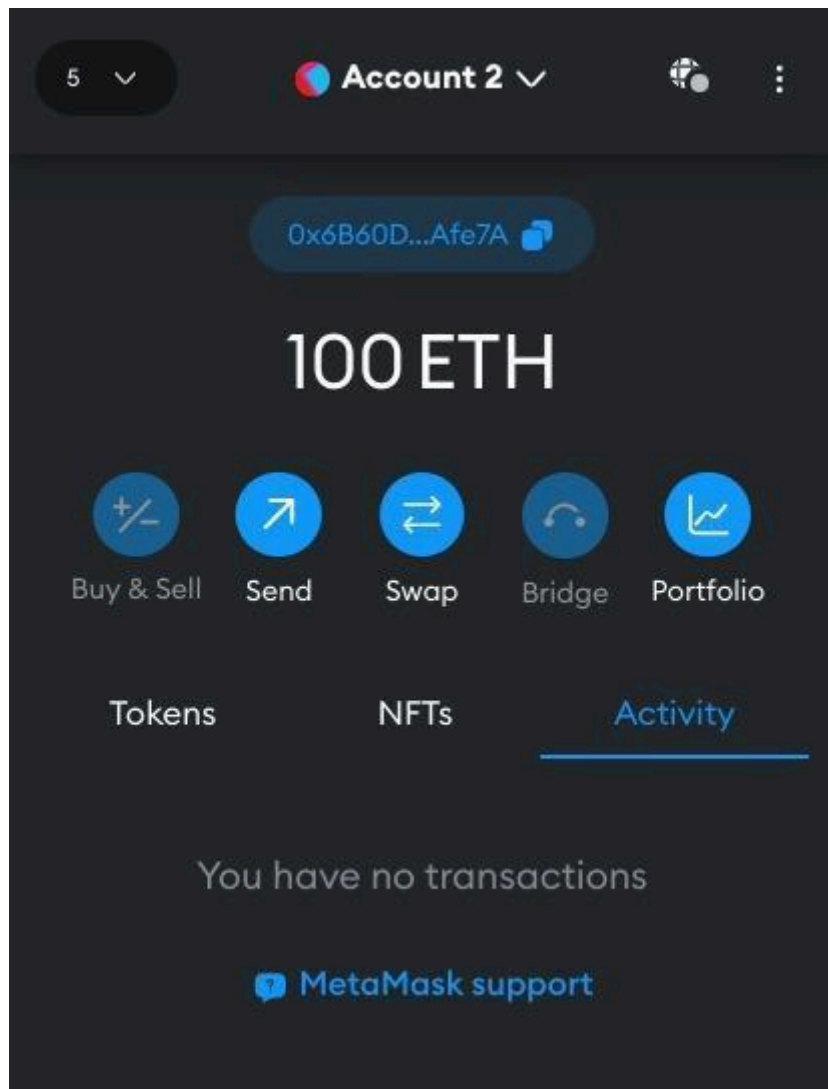 5
Account 2
0x6B60D...Afe7A
100 ETH
Buy & Sell Send Swap Bridge Portfolio
Tokens NFTs Activity
You have no transactions
MetaMask support